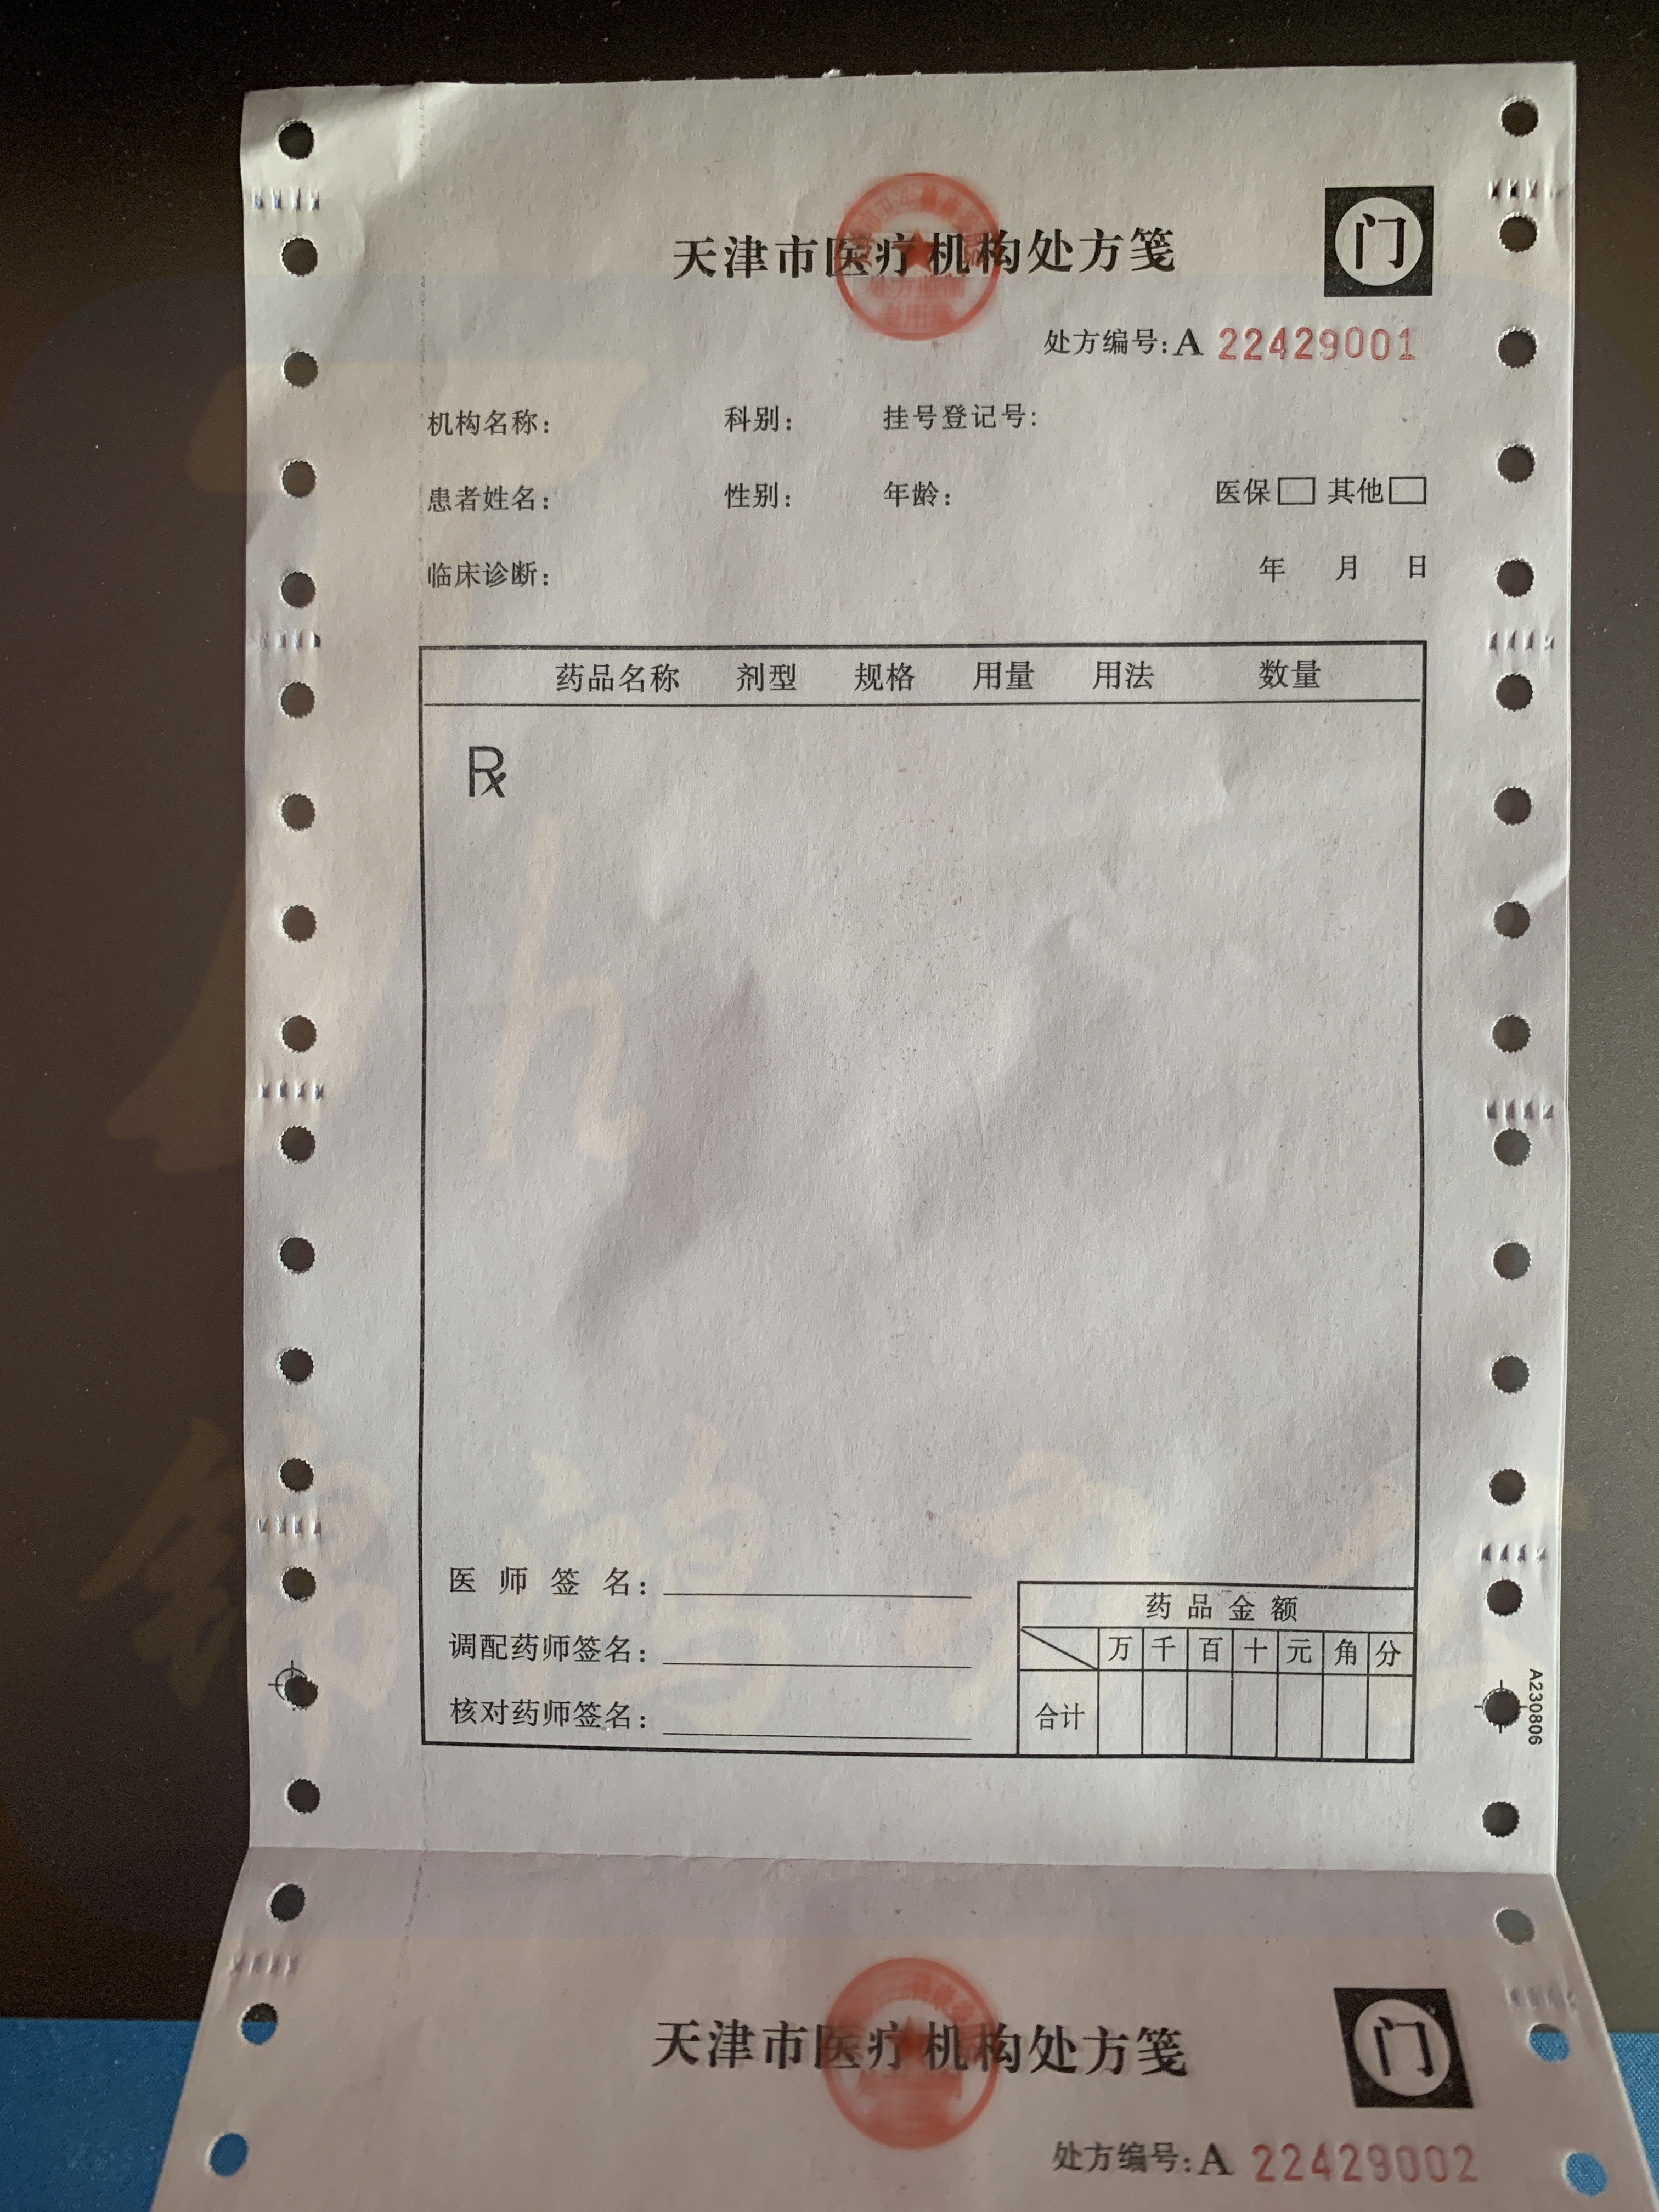 天津市医疗机构处方笺
门
处方编号:A 22429001
机构名称: 科别: 挂号登记号:
患者姓名: 性别: 年龄: 医保 其他
临床诊断: 年 月 日
药品名称 剂型 规格 用量 用法 数量
Rx
医师签名:
调配药师签名:
核对药师签名:
药品金额
万 千 百 十 元 角 分
合计
A230806
锦鸿
天津市医疗机构处方笺
门
处方编号:A 22429002